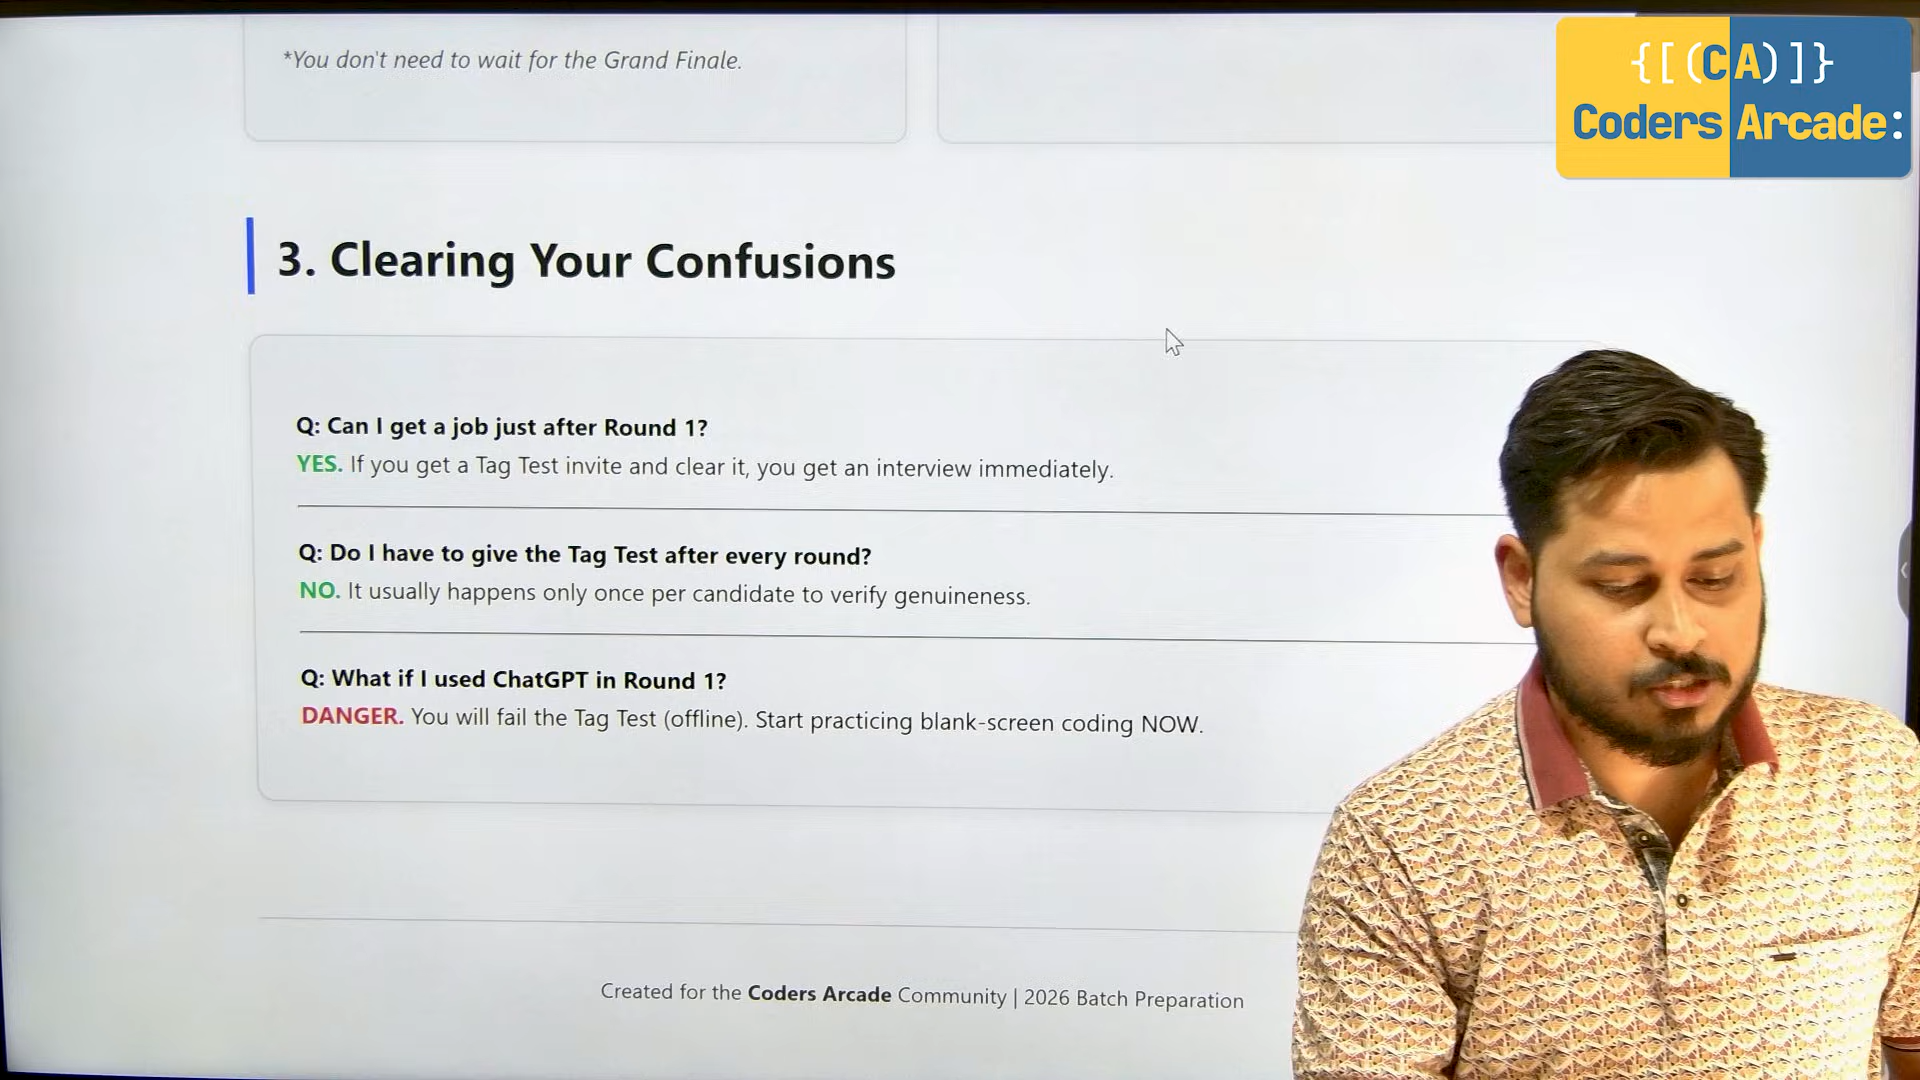 *You don't need to wait for the Grand Finale.
{[(CA)]}
Coders Arcade:
3. Clearing Your Confusions
Q: Can I get a job just after Round 1?
YES. If you get a Tag Test invite and clear it, you get an interview immediately.
Q: Do I have to give the Tag Test after every round?
NO. It usually happens only once per candidate to verify genuineness.
Q: What if I used ChatGPT in Round 1?
DANGER. You will fail the Tag Test (offline). Start practicing blank-screen coding NOW.
Created for the Coders Arcade Community | 2026 Batch Preparation